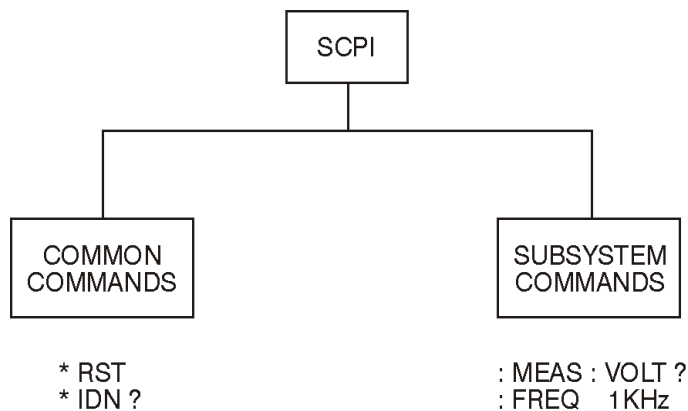 SCPI
COMMON
COMMANDS
SUBSYSTEM
COMMANDS
* RST
* IDN ?
: MEAS : VOLT ?
: FREQ 1KHz